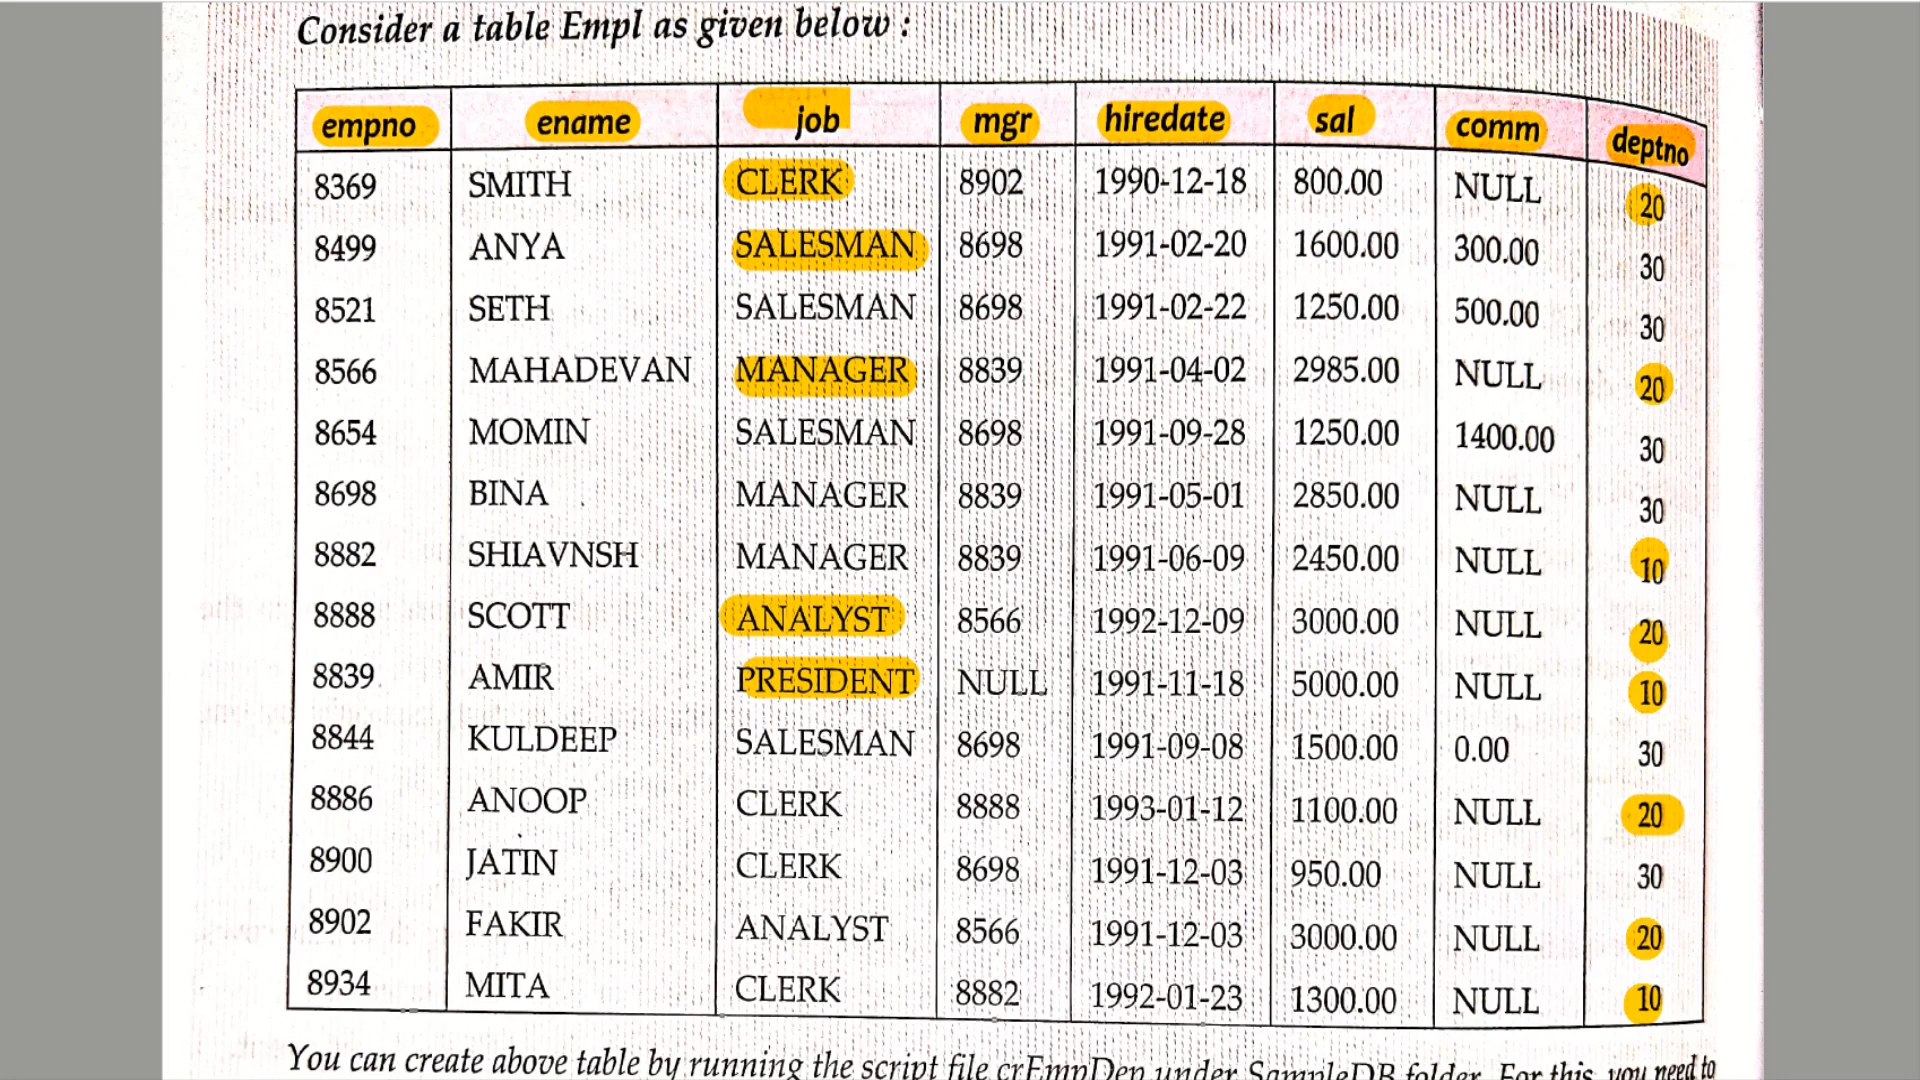 Consider a table Empl as given below :
empno ename job mgr hiredate sal comm deptno
8369 SMITH CLERK 8902 1990-12-18 800.00 NULL 20
8499 ANYA SALESMAN 8698 1991-02-20 1600.00 300.00 30
8521 SETH SALESMAN 8698 1991-02-22 1250.00 500.00 30
8566 MAHADEVAN MANAGER 8839 1991-04-02 2985.00 NULL 20
8654 MOMIN SALESMAN 8698 1991-09-28 1250.00 1400.00 30
8698 BINA MANAGER 8839 1991-05-01 2850.00 NULL 30
8882 SHIAVNSH MANAGER 8839 1991-06-09 2450.00 NULL 10
8888 SCOTT ANALYST 8566 1992-12-09 3000.00 NULL 20
8839 AMIR PRESIDENT NULL 1991-11-18 5000.00 NULL 10
8844 KULDEEP SALESMAN 8698 1991-09-08 1500.00 0.00 30
8886 ANOOP CLERK 8888 1993-01-12 1100.00 NULL 20
8900 JATIN CLERK 8698 1991-12-03 950.00 NULL 30
8902 FAKIR ANALYST 8566 1991-12-03 3000.00 NULL 20
8934 MITA CLERK 8882 1992-01-23 1300.00 NULL 10
You can create above table by running the script file crEmpDep under SampleDB folder. For this, you need to